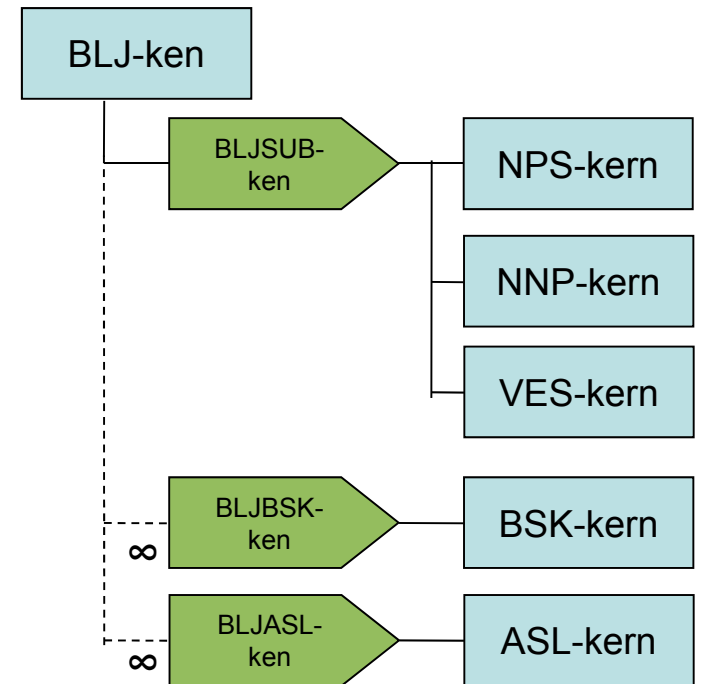 BLJ-ken
BLJSUB-
ken
NPS-kern
NNP-kern
VES-kern
BLJBSK-
ken
BSK-kern
∞
BLJASL-
ken
ASL-kern
∞